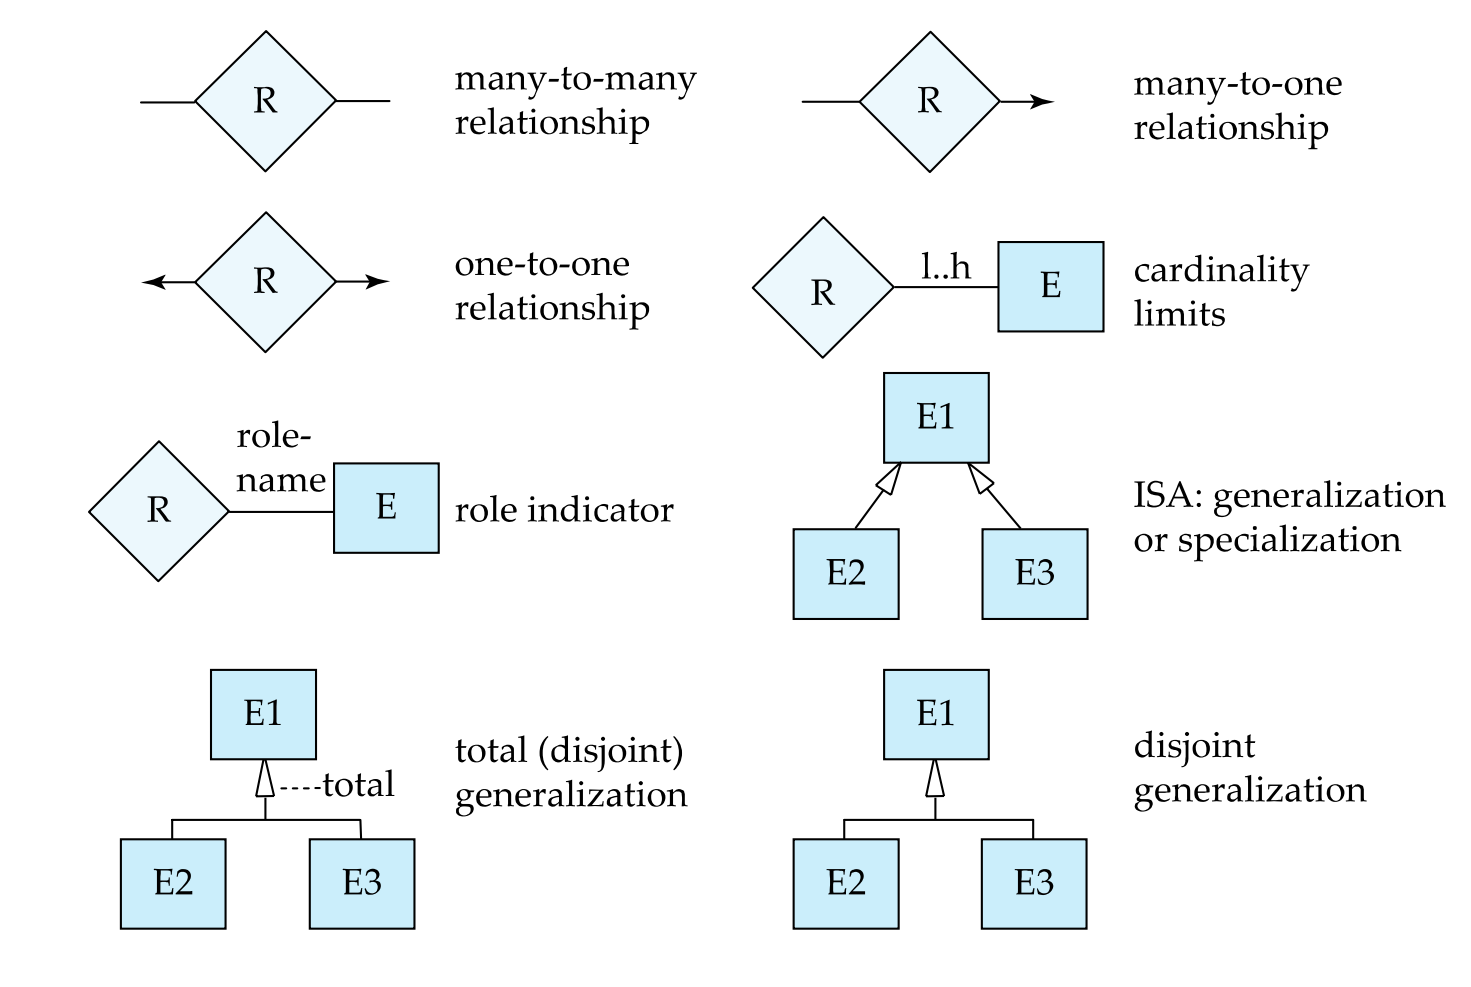 R
many-to-many
relationship
R
many-to-one
relationship
R
one-to-one
relationship
R
l..h
E
cardinality
limits
R
role-
name
E
role indicator
E1
E2
E3
ISA: generalization
or specialization
E1
----total
E2
E3
total (disjoint)
generalization
E1
E2
E3
disjoint
generalization